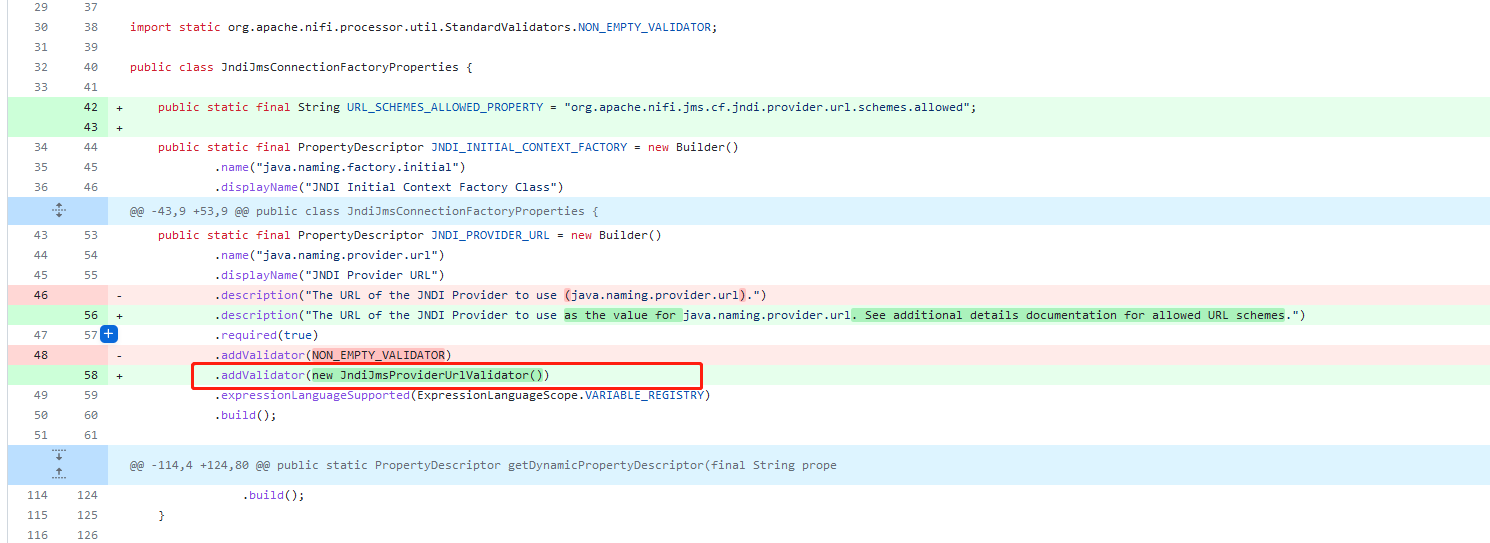 29 37
30 38 import static org.apache.nifi.processor.util.StandardValidators.NON_EMPTY_VALIDATOR;
31 39
32 40 public class JndiJmsConnectionFactoryProperties {
33 41
42 + public static final String URL_SCHEMES_ALLOWED_PROPERTY = "org.apache.nifi.jms.cf.jndi.provider.url.schemes.allowed";
43 +
34 44 public static final PropertyDescriptor JNDI_INITIAL_CONTEXT_FACTORY = new Builder()
35 45 .name("java.naming.factory.initial")
36 46 .displayName("JNDI Initial Context Factory Class")
@@ -43,9 +53,9 @@ public class JndiJmsConnectionFactoryProperties {
43 53 public static final PropertyDescriptor JNDI_PROVIDER_URL = new Builder()
44 54 .name("java.naming.provider.url")
45 55 .displayName("JNDI Provider URL")
46 - .description("The URL of the JNDI Provider to use (java.naming.provider.url).")
56 + .description("The URL of the JNDI Provider to use as the value for java.naming.provider.url. See additional details documentation for allowed URL schemes.")
47 57 + .required(true)
48 - .addValidator(NON_EMPTY_VALIDATOR)
58 + .addValidator(new JndiJmsProviderUrlValidator())
49 59 .expressionLanguageSupported(ExpressionLanguageScope.VARIABLE_REGISTRY)
50 60 .build();
51 61
@@ -114,4 +124,80 @@ public static PropertyDescriptor getDynamicPropertyDescriptor(final String prope
114 124 .build();
115 125 }
116 126